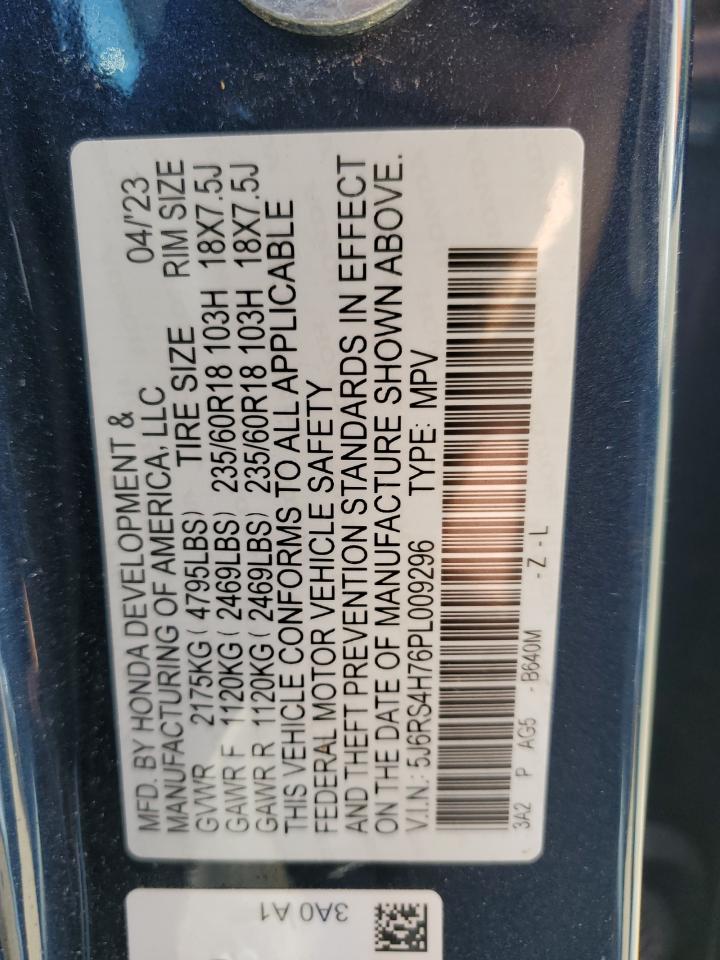 MFD. BY HONDA DEVELOPMENT & 04/'23
MANUFACTURING OF AMERICA, LLC
TIRE SIZE RIM SIZE
GVWR 2175KG ( 4795LBS)
GAWR F 1120KG ( 2469LBS) 235/60R18 103H 18X7.5J
GAWR R 1120KG ( 2469LBS) 235/60R18 103H 18X7.5J
THIS VEHICLE CONFORMS TO ALL APPLICABLE
FEDERAL MOTOR VEHICLE SAFETY
AND THEFT PREVENTION STANDARDS IN EFFECT
ON THE DATE OF MANUFACTURE SHOWN ABOVE.
V.I.N.: 5J6RS4H76PL009296 TYPE: MPV
3A2 P AG5 -B640M -Z -L
3A0 A1